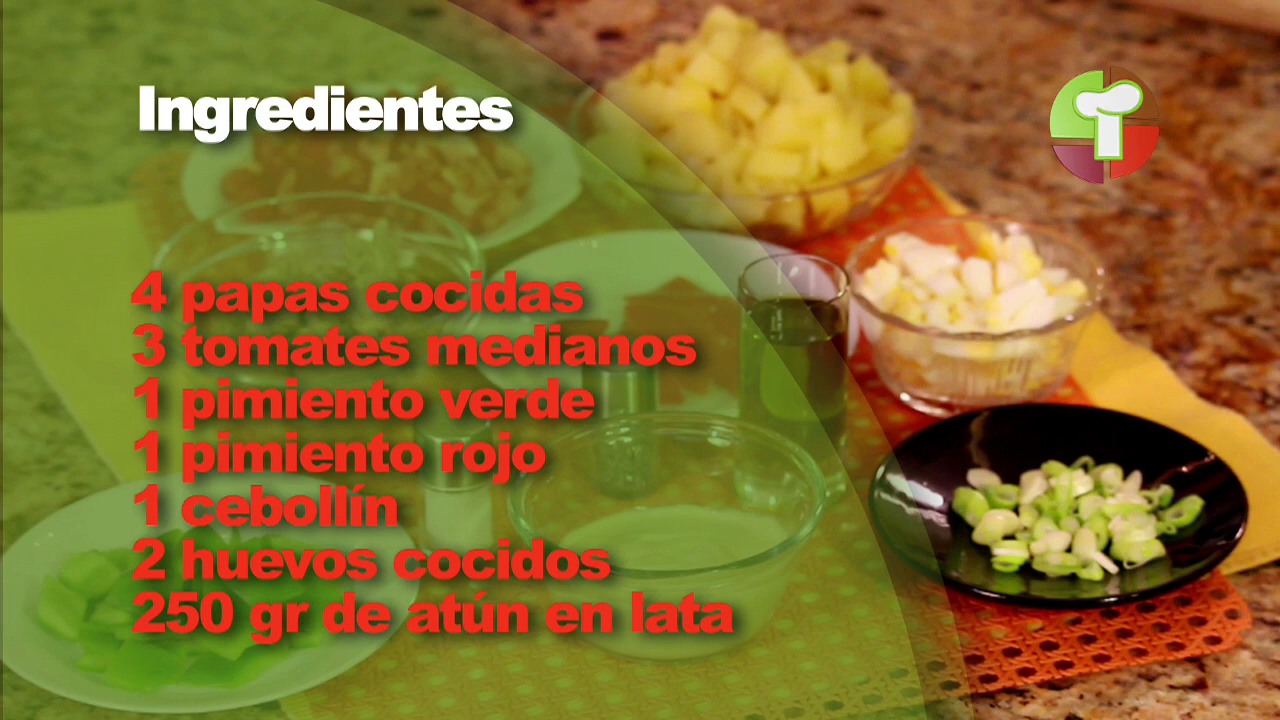 Ingredientes
4 papas cocidas
3 tomates medianos
1 pimiento verde
1 pimiento rojo
1 cebollín
2 huevos cocidos
250 gr de atún en lata